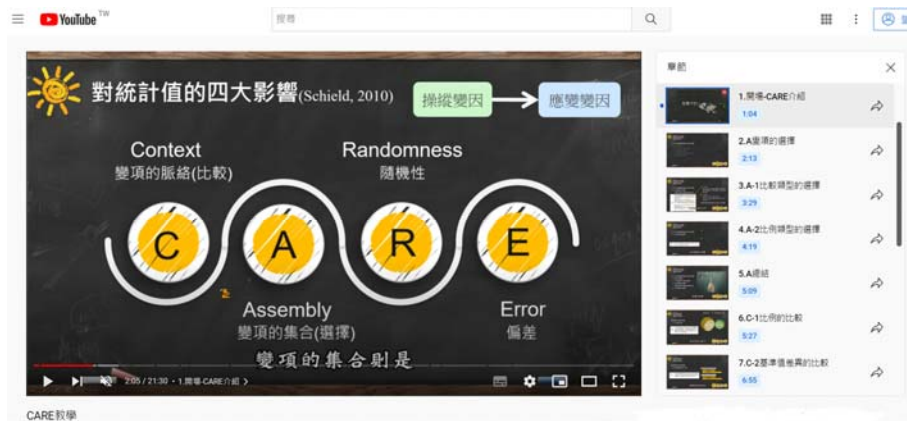 YouTube TW
搜尋
對統計值的四大影響(Schield, 2010)
操縱變因
應變變因
Context
變項的脈絡(比較)
Randomness
隨機性
C
A
R
E
Assembly
變項的集合(選擇)
Error
偏差
變項的集合則是
2:05 / 21:30 • 1.開場-CARE介紹 >
CARE教學
章節
1.開場-CARE介紹
1:04
2.A變項的選擇
2:13
3.A-1比較類型的選擇
3:29
4.A-2比例類型的選擇
4:19
5.A總結
5:09
6.C-1比例的比較
5:27
7.C-2基準值差異的比較
6:55